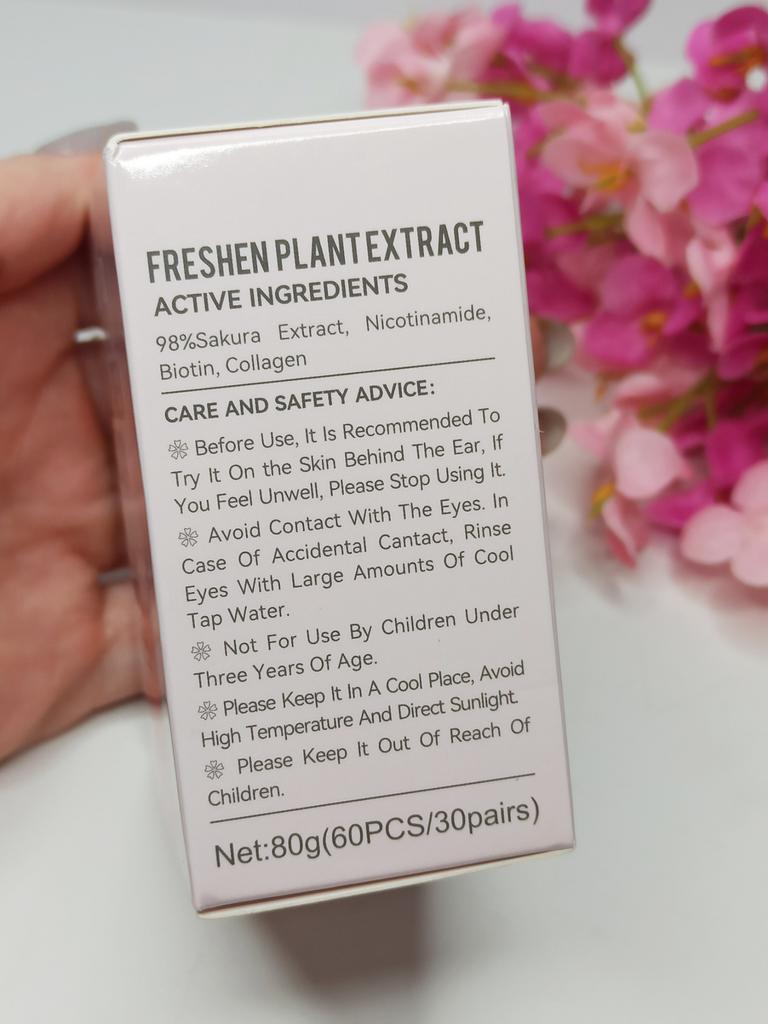 FRESHEN PLANT EXTRACT
ACTIVE INGREDIENTS
98%Sakura Extract, Nicotinamide,
Biotin, Collagen
CARE AND SAFETY ADVICE:
Before Use, It Is Recommended To
Try It On the Skin Behind The Ear, If
You Feel Unwell, Please Stop Using It.
Avoid Contact With The Eyes. In
Case Of Accidental Cantact, Rinse
Eyes With Large Amounts Of Cool
Tap Water.
Not For Use By Children Under
Three Years Of Age.
Please Keep It In A Cool Place, Avoid
High Temperature And Direct Sunlight.
Please Keep It Out Of Reach Of
Children.
Net:80g(60PCS/30pairs)